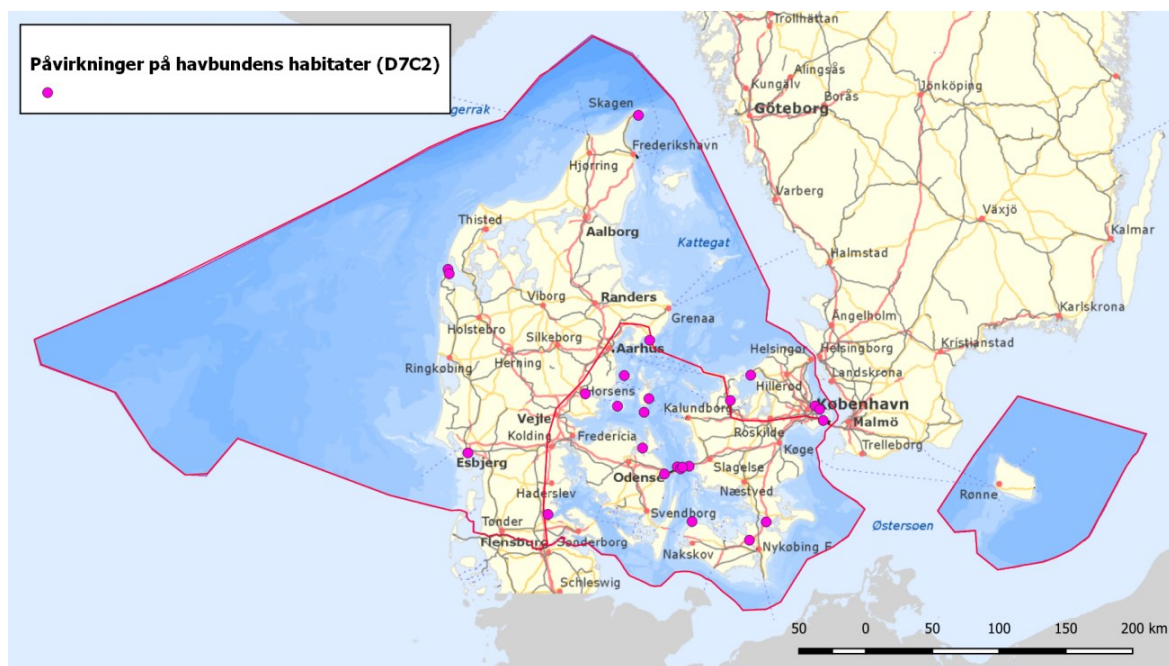 Påvirkninger på havbundens habitater (D7C2)
Trollhättan
Alingsås
Kungälv
Borås
Jönköping
Göteborg
gerrak
Skagen
Frederikshavn
Hjørring
Varberg
Växjö
Thisted
Aalborg
Kattegat
Kalmar
Halmstad
Viborg
Randers
Grenaa
Karlskrona
Holstebro
Silkeborg
Ängelholm
Aarhus
Helsingør
Helsingborg
Kristianstad
Ringkøbing
Herning
Hillerød
Landskrona
Horsens
Kalundborg
København
Vejle
Malmö
Kolding
Fredericia
Roskilde
Trelleborg
Køge
Esbjerg
Odense
Slagelse
Haderslev
Næstved
Rønne
Svendborg
Tønder
Østersøen
Flensburg
Sonderborg
Nakskov
Nykøbing F
Schleswig
50 0 50 100 150 200 km